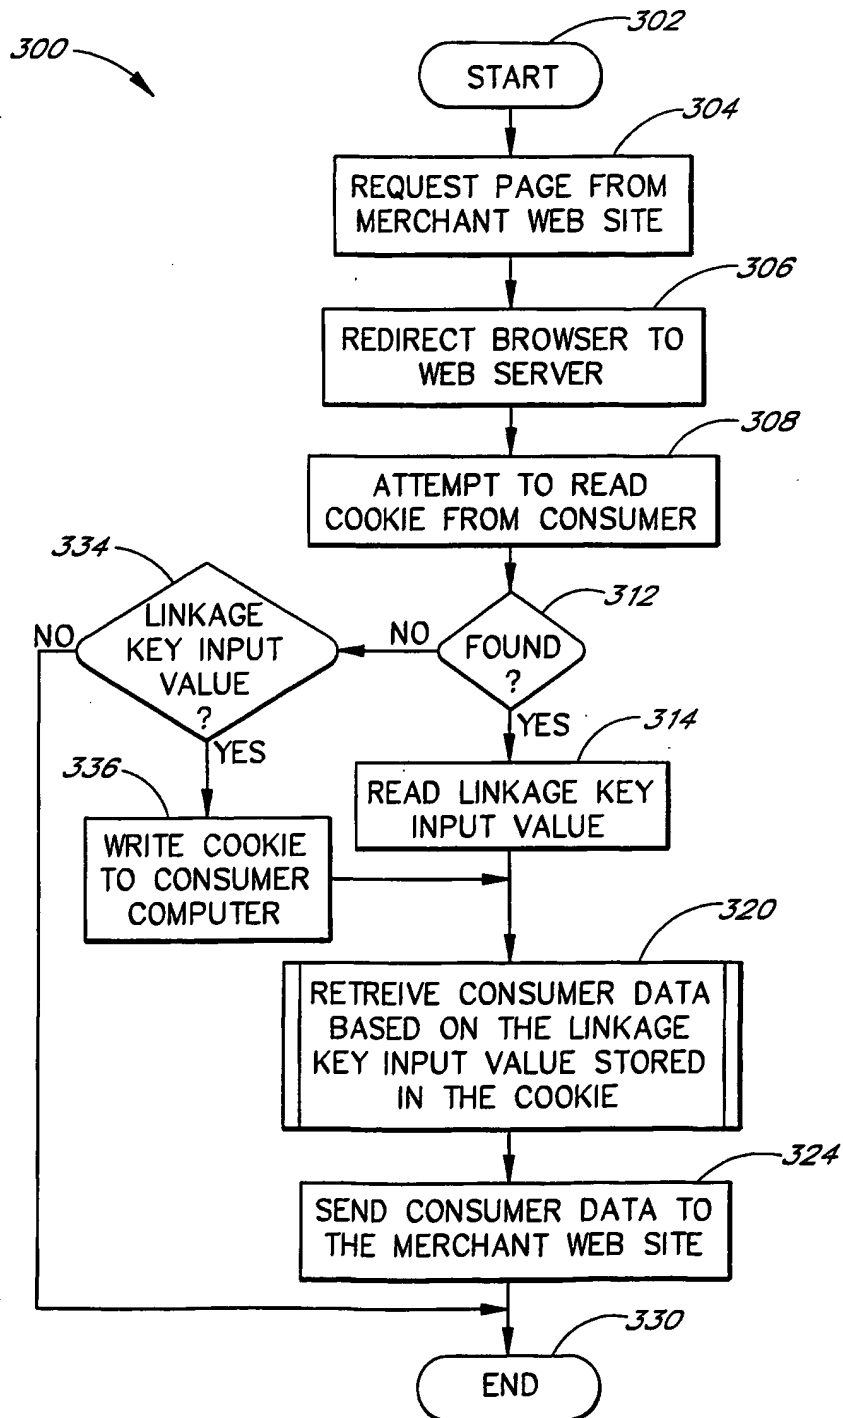 300
302
START
304
REQUEST PAGE FROM
MERCHANT WEB SITE
306
REDIRECT BROWSER TO
WEB SERVER
308
ATTEMPT TO READ
COOKIE FROM CONSUMER
334
LINKAGE
KEY INPUT
VALUE
?
NO
YES
312
FOUND
?
NO
YES
314
READ LINKAGE KEY
INPUT VALUE
336
WRITE COOKIE
TO CONSUMER
COMPUTER
320
RETREIVE CONSUMER DATA
BASED ON THE LINKAGE
KEY INPUT VALUE STORED
IN THE COOKIE
324
SEND CONSUMER DATA TO
THE MERCHANT WEB SITE
330
END